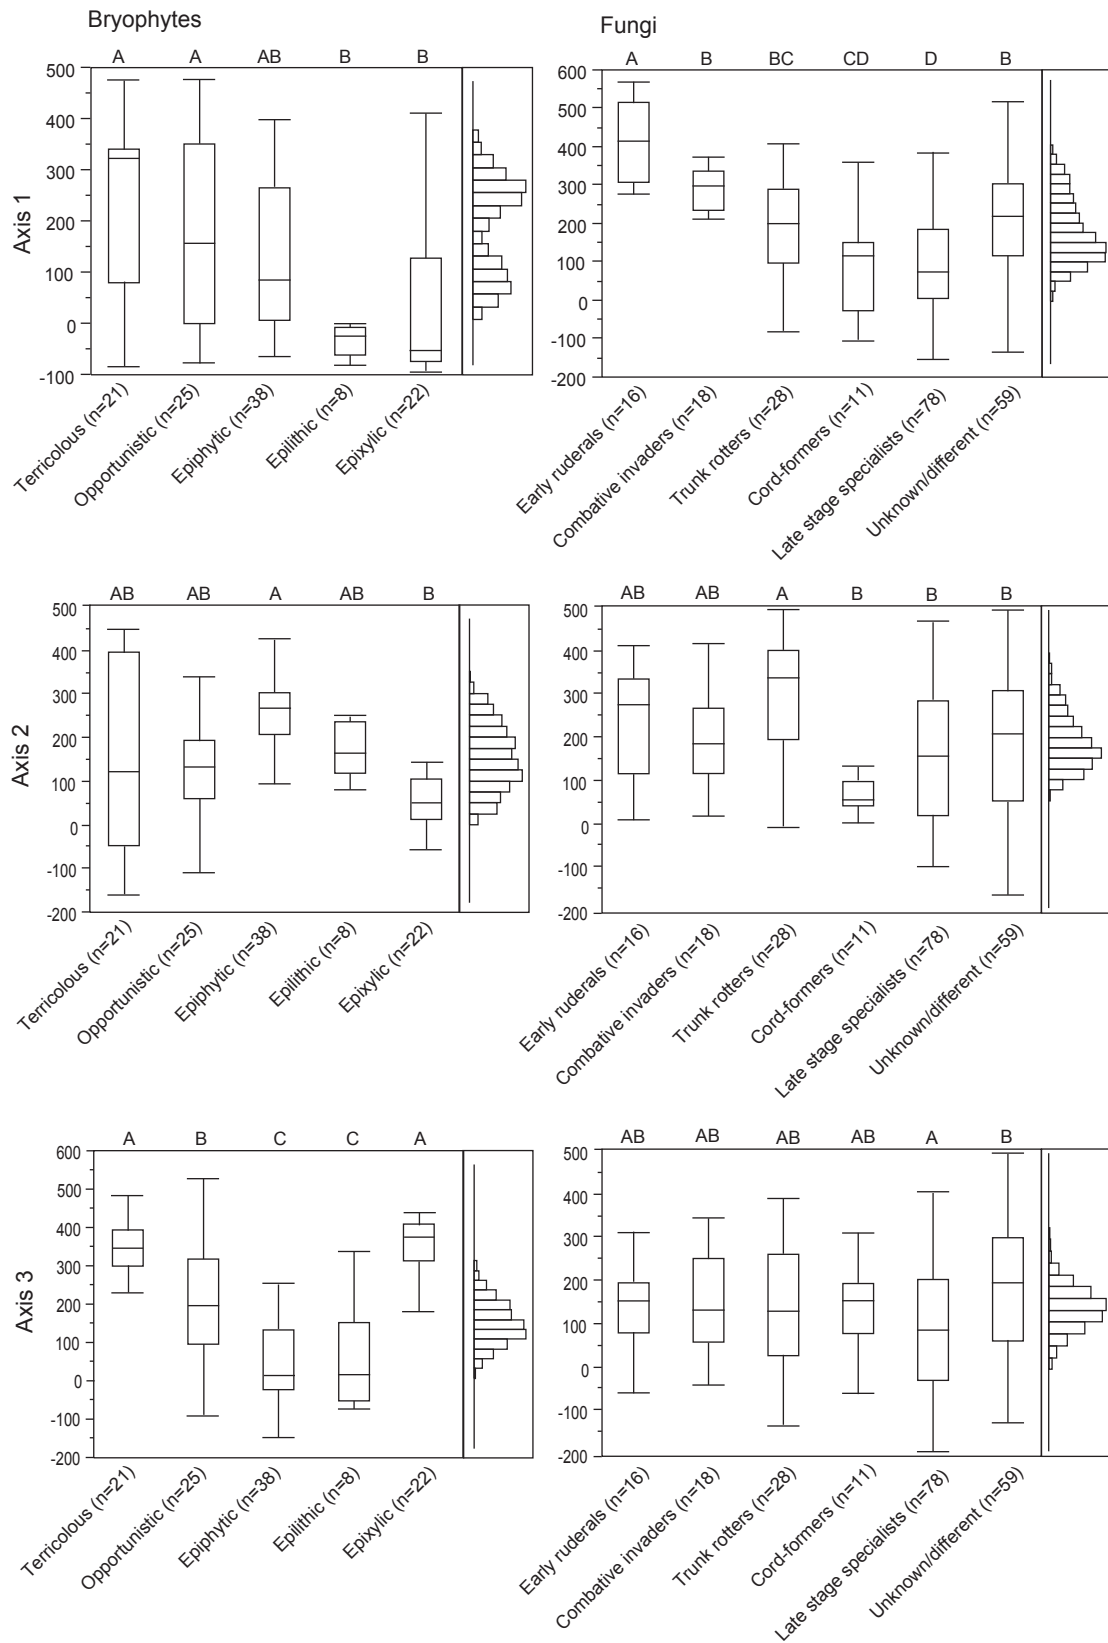 Bryophytes
Fungi
A A AB B B
A B BC CD D B
Axis 1
500
400
300
200
100
0
-100
600
500
400
300
200
100
0
-100
-200
Terricolous (n=21)
Opportunistic (n=25)
Epiphytic (n=38)
Epilithic (n=8)
Epixylic (n=22)
Early ruderals (n=16)
Combative invaders (n=18)
Trunk rotters (n=28)
Cord-formers (n=11)
Late stage specialists (n=78)
Unknown/different (n=59)
AB AB A AB B
AB AB A B B B
Axis 2
500
400
300
200
100
0
-100
-200
500
400
300
200
100
0
-100
-200
Terricolous (n=21)
Opportunistic (n=25)
Epiphytic (n=38)
Epilithic (n=8)
Epixylic (n=22)
Early ruderals (n=16)
Combative invaders (n=18)
Trunk rotters (n=28)
Cord-formers (n=11)
Late stage specialists (n=78)
Unknown/different (n=59)
A B C C A
AB AB AB AB A B
Axis 3
600
500
400
300
200
100
0
-100
-200
500
400
300
200
100
0
-100
-200
Terricolous (n=21)
Opportunistic (n=25)
Epiphytic (n=38)
Epilithic (n=8)
Epixylic (n=22)
Early ruderals (n=16)
Combative invaders (n=18)
Trunk rotters (n=28)
Cord-formers (n=11)
Late stage specialists (n=78)
Unknown/different (n=59)